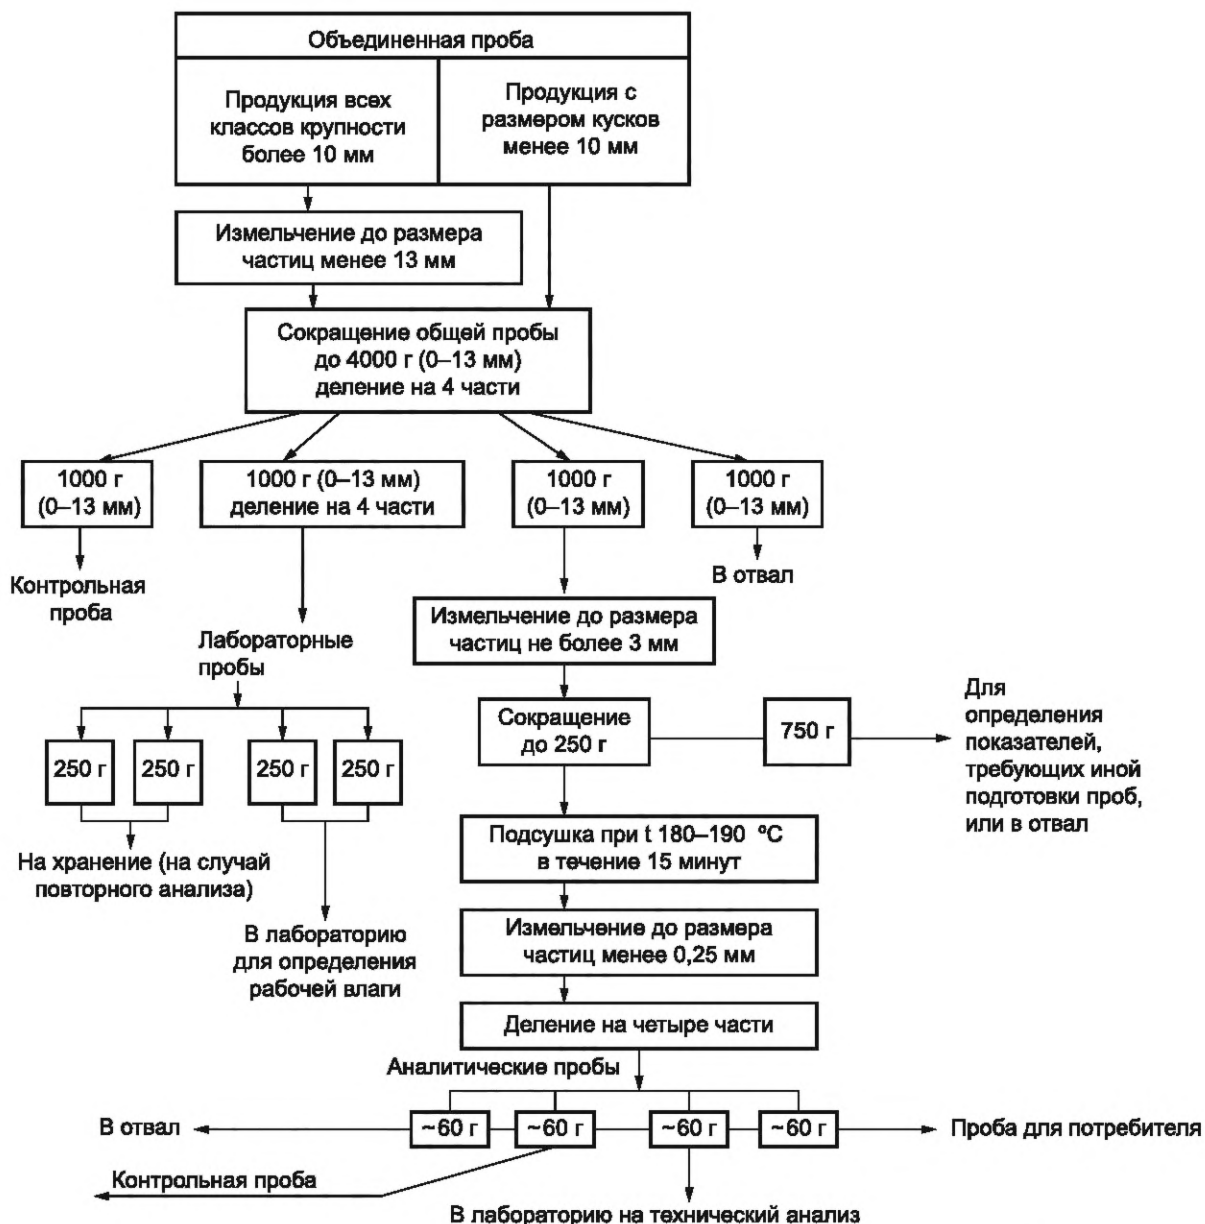 Объединенная проба
Продукция всех
классов крупности
более 10 мм
Продукция с
размером кусков
менее 10 мм
Измельчение до размера
частиц менее 13 мм
Сокращение общей пробы
до 4000 г (0–13 мм)
деление на 4 части
1000 г
(0–13 мм)
1000 г (0–13 мм)
деление на 4 части
1000 г
(0–13 мм)
1000 г
(0–13 мм)
Контрольная
проба
В отвал
Лабораторные
пробы
Измельчение до размера
частиц не более 3 мм
250 г
250 г
250 г
250 г
Сокращение
до 250 г
750 г
Для
определения
показателей,
требующих иной
подготовки проб,
или в отвал
На хранение (на случай
повторного анализа)
В лабораторию
для определения
рабочей влаги
Подсушка при t 180–190 ºС
в течение 15 минут
Измельчение до размера
частиц менее 0,25 мм
Деление на четыре части
Аналитические пробы
В отвал
~60 г
~60 г
~60 г
~60 г
Проба для потребителя
Контрольная проба
В лабораторию на технический анализ